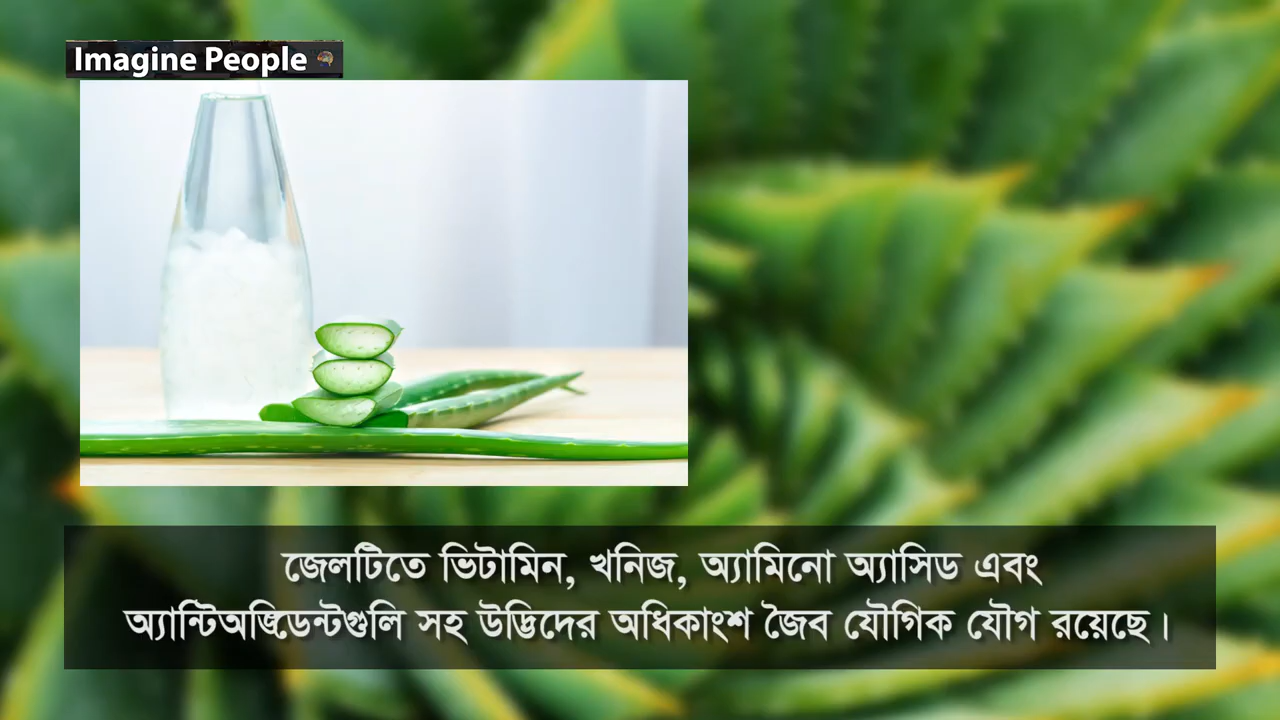 Imagine People
জেলটিতে ভিটামিন, খনিজ, অ্যামিনো অ্যাসিড এবং
অ্যান্টিঅক্সিডেন্টগুলি সহ উদ্ভিদের অধিকাংশ জৈব যৌগিক যৌগ রয়েছে।